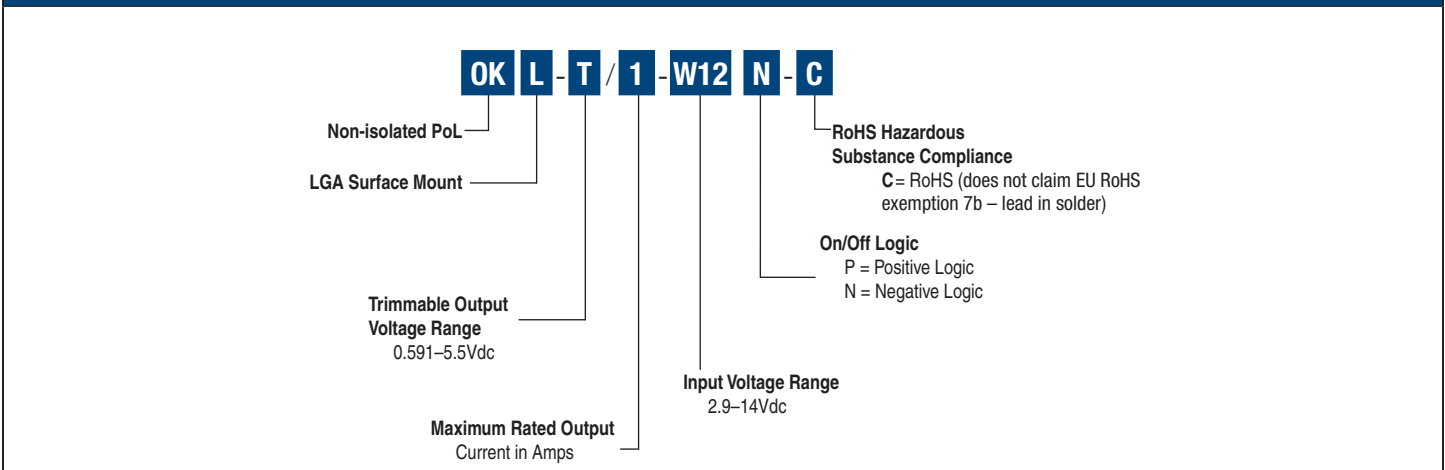 OK L - T / 1 - W12 N - C
Non-isolated PoL
RoHS Hazardous
Substance Compliance
C = RoHS (does not claim EU RoHS
exemption 7b – lead in solder)
LGA Surface Mount
On/Off Logic
P = Positive Logic
N = Negative Logic
Trimmable Output
Voltage Range
0.591–5.5Vdc
Input Voltage Range
2.9–14Vdc
Maximum Rated Output
Current in Amps